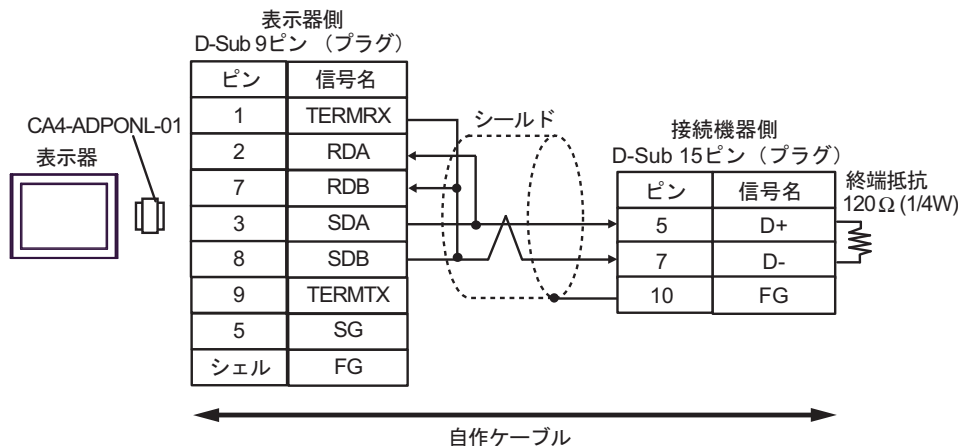 表示器側
D-Sub 9ピン （プラグ）
ピン 信号名
1 TERMRX
2 RDA
7 RDB
3 SDA
8 SDB
9 TERMTX
5 SG
シェル FG
CA4-ADPONL-01
表示器
シールド
接続機器側
D-Sub 15ピン（プラグ）
ピン 信号名
5 D+
7 D-
10 FG
終端抵抗
120Ω (1/4W)
自作ケーブル